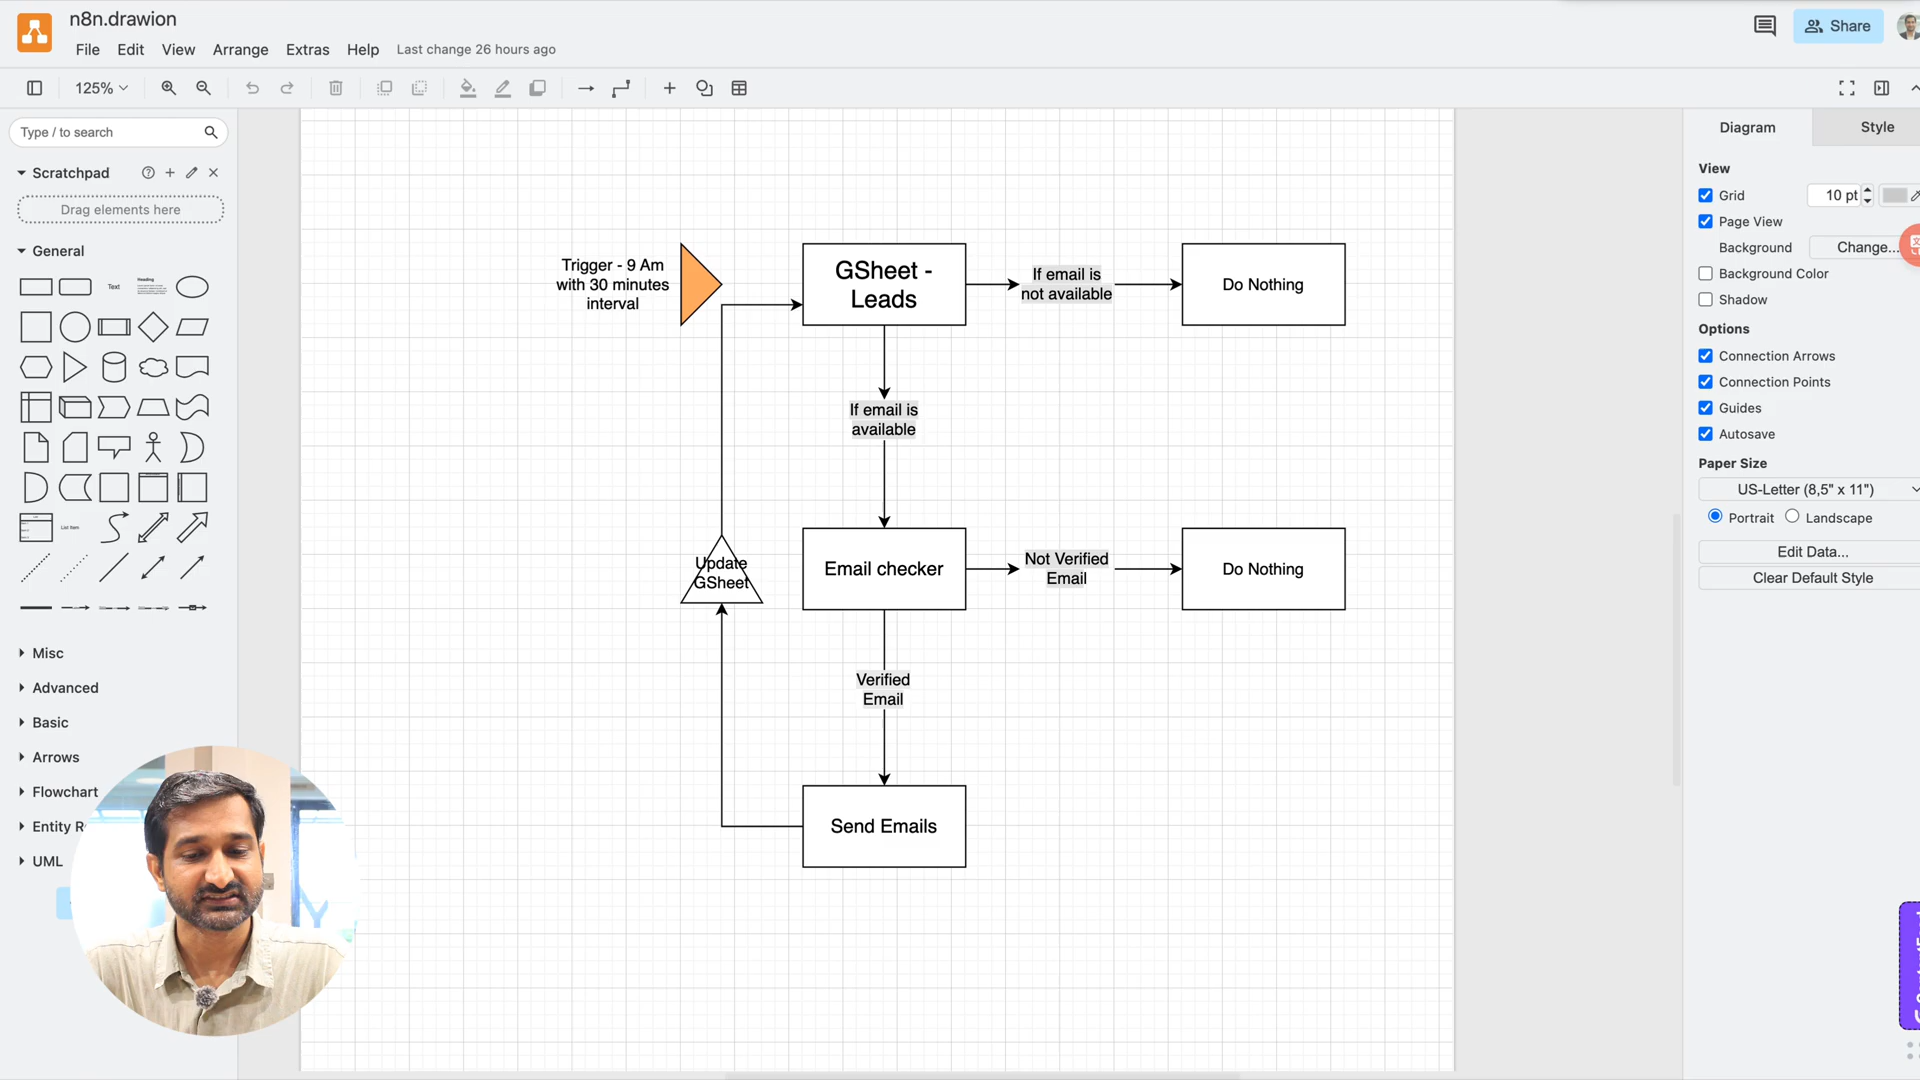 n8n.drawion
File Edit View Arrange Extras Help Last change 26 hours ago
Share
125%
Type / to search
Scratchpad
Drag elements here
General
Text
Heading
List Item
Misc
Advanced
Basic
Arrows
Flowchart
Entity Re
UML
Trigger - 9 Am
with 30 minutes
interval
GSheet -
Leads
If email is
not available
Do Nothing
If email is
available
Update
GSheet
Email checker
Not Verified
Email
Do Nothing
Verified
Email
Send Emails
Diagram Style
View
Grid 10 pt
Page View
Background Change...
Background Color
Shadow
Options
Connection Arrows
Connection Points
Guides
Autosave
Paper Size
US-Letter (8,5" x 11")
Portrait Landscape
Edit Data...
Clear Default Style